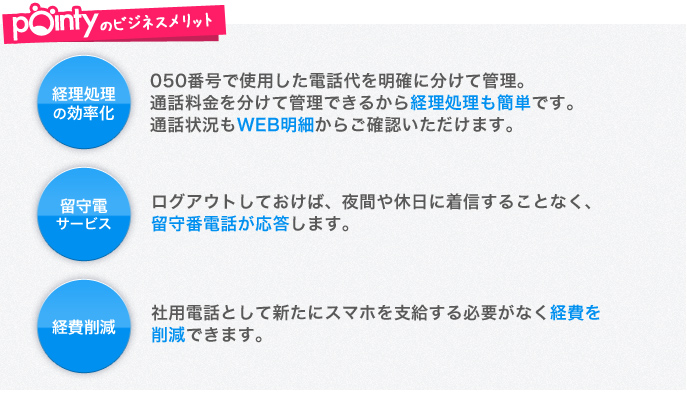 pointyのビジネスメリット
経理処理
の効率化
050番号で使用した電話代を明確に分けて管理。
通話料金を分けて管理できるから経理処理も簡単です。
通話状況もWEB明細からご確認いただけます。
留守電
サービス
ログアウトしておけば、夜間や休日に着信することなく、
留守番電話が応答します。
経費削減
社用電話として新たにスマホを支給する必要がなく経費を
削減できます。